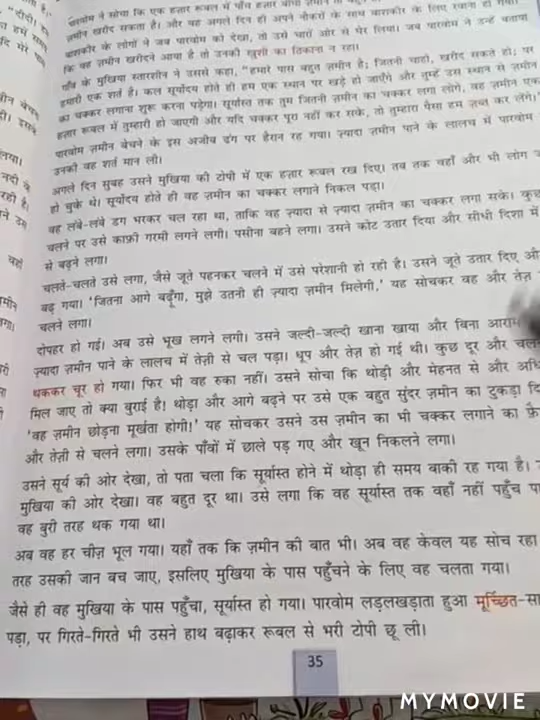 पारवोम ने सोचा कि एक हज़ार रूबल में पाँच हज़ार बीघा ज़मीन
ज़मीन खरीद सकता है। और वह अगले दिन ही अपने नौकरों के साथ बाशकीर के लिए
बाशकीर के लोगों ने जब पारवोम को देखा, तो उसे चारों ओर से घेर लिया। जब पारवोम ने उन्हें बताया
कि वह ज़मीन खरीदने आया है तो उनकी खुशी का ठिकाना न रहा।
गाँव के मुखिया स्तारशीन ने उससे कहा, "हमारे पास बहुत ज़मीन है; जितनी चाहो, खरीद सकते हो; पर
हमारी एक शर्त है। कल सूर्योदय होते ही हम एक स्थान पर खड़े हो जाएँगे और तुम्हें उस स्थान से ज़मीन
का चक्कर लगाना शुरू करना पड़ेगा। सूर्यास्त तक तुम जितनी ज़मीन का चक्कर लगा लोगे, वह ज़मीन एक
हज़ार रूबल में तुम्हारी हो जाएगी और यदि चक्कर पूरा नहीं कर सके, तो तुम्हारा पैसा हम ज़ब्त कर लेंगे।"
पारवोम ज़मीन बेचने के इस अजीब ढंग पर हैरान रह गया। ज़्यादा ज़मीन पाने के लालच में पारवोम
उनकी वह शर्त मान ली।
अगले दिन सुबह उसने मुखिया की टोपी में एक हज़ार रूबल रख दिए। तब तक वहाँ और भी लोग
हो चुके थे। सूर्योदय होते ही वह ज़मीन का चक्कर लगाने निकल पड़ा।
वह लंबे-लंबे डग भरकर चल रहा था, ताकि वह ज़्यादा से ज़्यादा ज़मीन का चक्कर लगा सके। कुछ
चलने पर उसे काफ़ी गरमी लगने लगी। पसीना बहने लगा। उसने कोट उतार दिया और सीधी दिशा में
से बढ़ने लगा।
चलते-चलते उसे लगा, जैसे जूते पहनकर चलने में उसे परेशानी हो रही है। उसने जूते उतार दिए और
बढ़ गया। 'जितना आगे बढ़ूँगा, मुझे उतनी ही ज़्यादा ज़मीन मिलेगी,' यह सोचकर वह और तेज़
चलने लगा।
दोपहर हो गई। अब उसे भूख लगने लगी। उसने जल्दी-जल्दी खाना खाया और बिना आराम
ज़्यादा ज़मीन पाने के लालच में तेज़ी से चल पड़ा। धूप और तेज़ हो गई थी। कुछ दूर और
थककर चूर हो गया। फिर भी वह रुका नहीं। उसने सोचा कि थोड़ी और मेहनत से और
मिल जाए तो क्या बुराई है! थोड़ा और आगे बढ़ने पर उसे एक बहुत सुंदर ज़मीन का टुकड़ा
'वह ज़मीन छोड़ना मूर्खता होगी!' यह सोचकर उसने उस ज़मीन का भी चक्कर लगाने का
और तेज़ी से चलने लगा। उसके पाँवों में छाले पड़ गए और खून निकलने लगा।
उसने सूर्य की ओर देखा, तो पता चला कि सूर्यास्त होने में थोड़ा ही समय बाकी रह गया है।
मुखिया की ओर देखा। वह बहुत दूर था। उसे लगा कि वह सूर्यास्त तक वहाँ नहीं पहुँच
वह बुरी तरह थक गया था।
अब वह हर चीज़ भूल गया। यहाँ तक कि ज़मीन की बात भी। अब वह केवल यह सोच रहा
तरह उसकी जान बच जाए, इसलिए मुखिया के पास पहुँचने के लिए वह चलता गया।
जैसे ही वह मुखिया के पास पहुँचा, सूर्यास्त हो गया। पारवोम लड़खड़ाता हुआ मूर्च्छित-सा
पड़ा, पर गिरते-गिरते भी उसने हाथ बढ़ाकर रूबल से भरी टोपी छू ली।
35
MYMOVIE